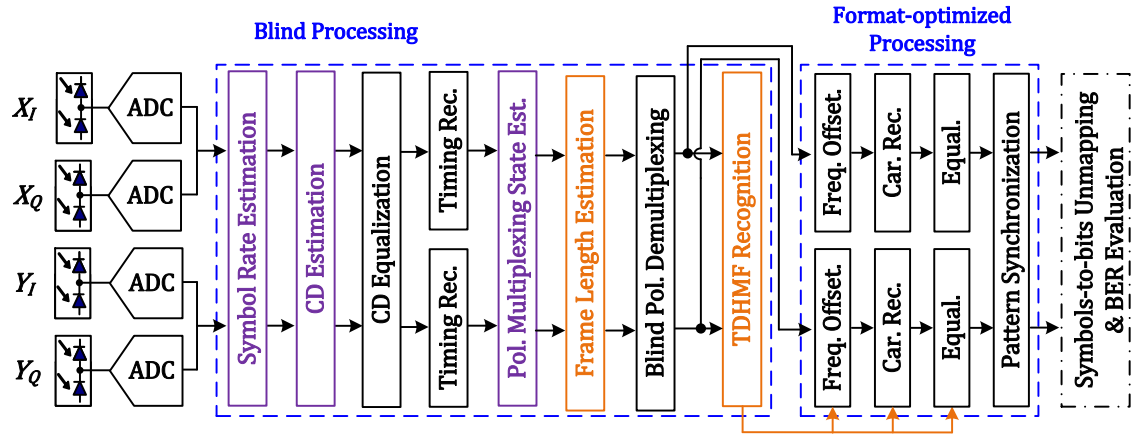 Blind Processing
Format-optimized
Processing
X_I
ADC
X_Q
ADC
Y_I
ADC
Y_Q
ADC
Symbol Rate Estimation
CD Estimation
CD Equalization
Timing Rec.
Timing Rec.
Pol. Multiplexing State Est.
Frame Length Estimation
Blind Pol. Demultiplexing
TDHMF Recognition
Freq. Offset.
Car. Rec.
Equal.
Freq. Offset.
Car. Rec.
Equal.
Pattern Synchronization
Symbols-to-bits Unmapping
& BER Evaluation